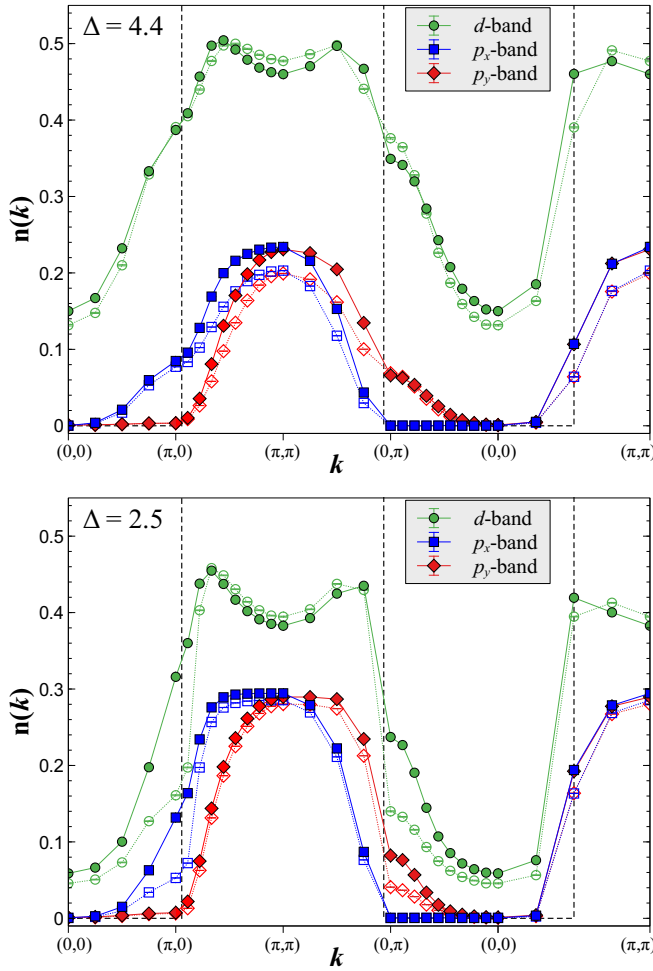 Δ = 4.4
d-band
pₓ-band
p_y-band
n(k)
0.5
0.4
0.3
0.2
0.1
0
(0,0) (π,0) (π,π) (0,π) (0,0) (π,π)
k
Δ = 2.5
d-band
pₓ-band
p_y-band
n(k)
0.5
0.4
0.3
0.2
0.1
0
(0,0) (π,0) (π,π) (0,π) (0,0) (π,π)
k